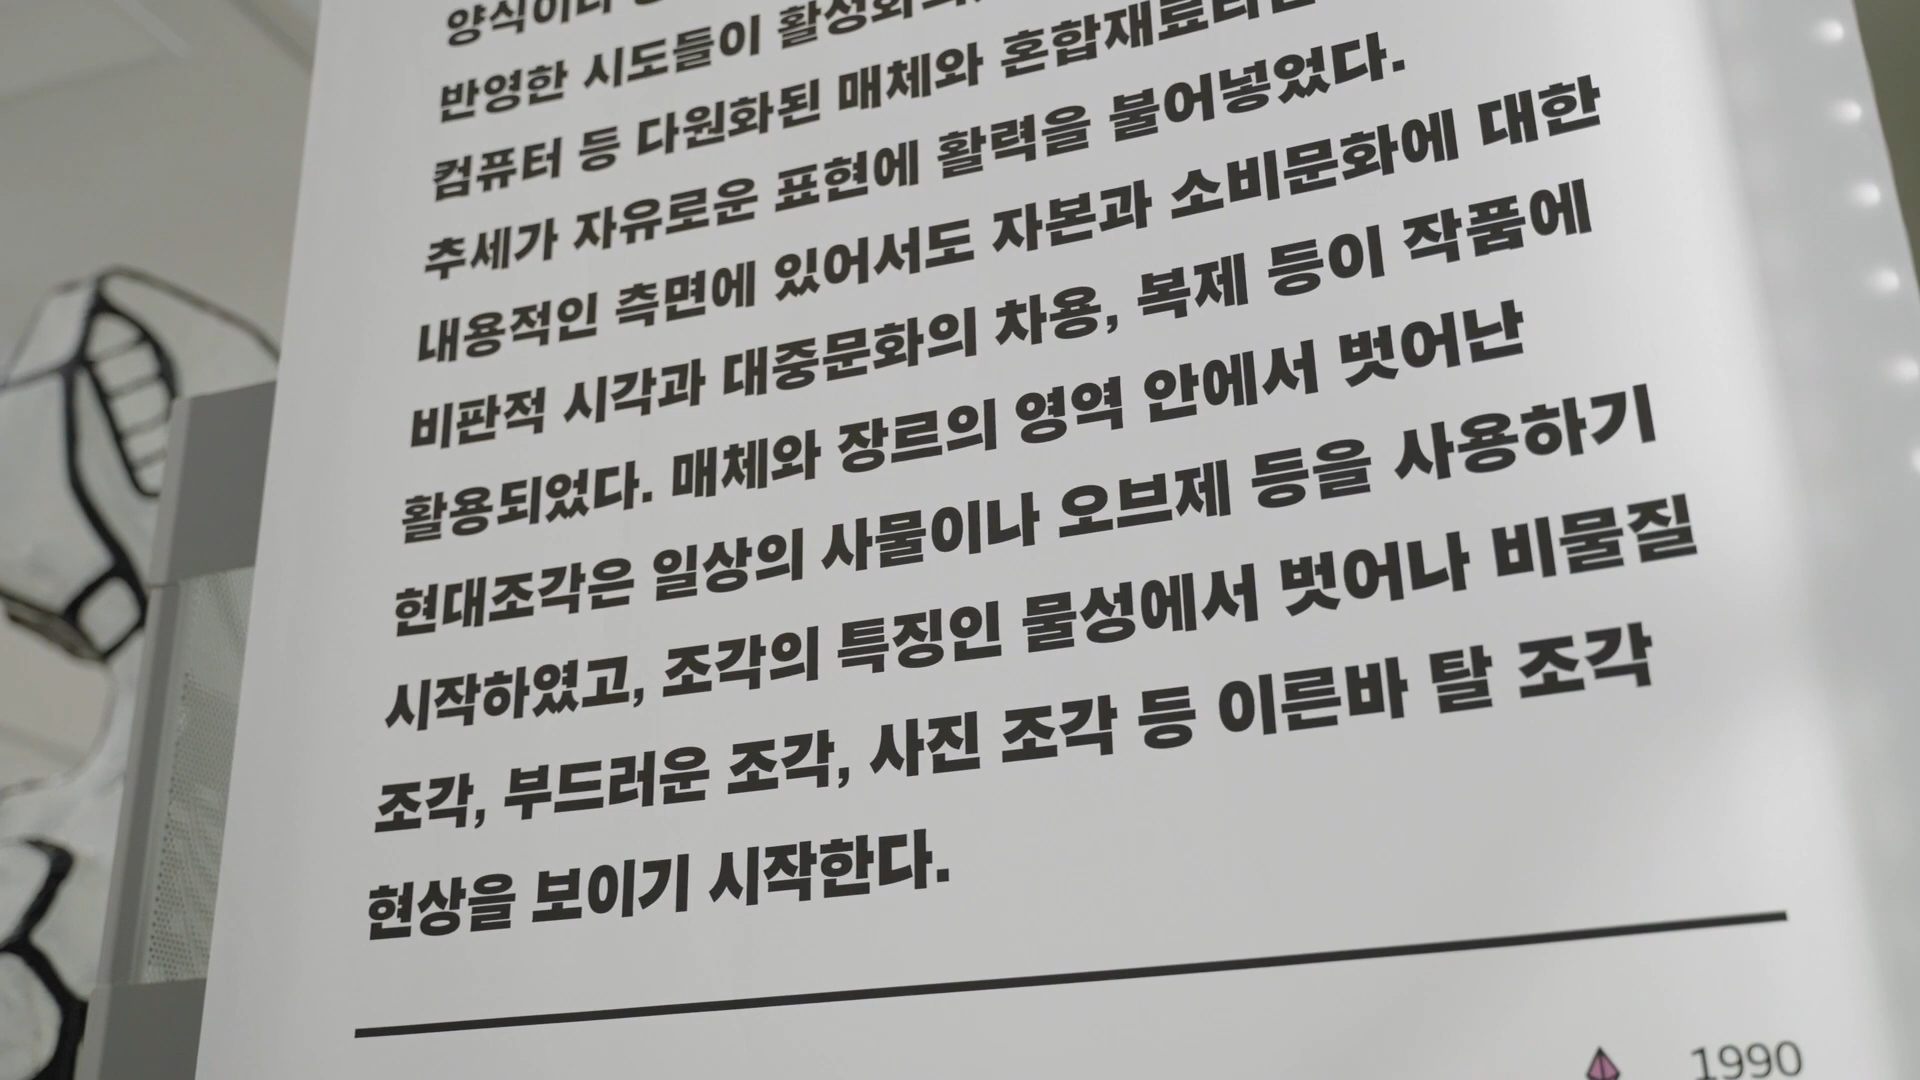 양식이나
반영한 시도들이
컴퓨터 등 다원화된 매체와 혼합재료라는
추세가 자유로운 표현에 활력을 불어넣었다.
내용적인 측면에 있어서도 자본과 소비문화에 대한
비판적 시각과 대중문화의 차용, 복제 등이 작품에
활용되었다. 매체와 장르의 영역 안에서 벗어난
현대조각은 일상의 사물이나 오브제 등을 사용하기
시작하였고, 조각의 특징인 물성에서 벗어나 비물질
조각, 부드러운 조각, 사진 조각 등 이른바 탈 조각
현상을 보이기 시작한다.
1990